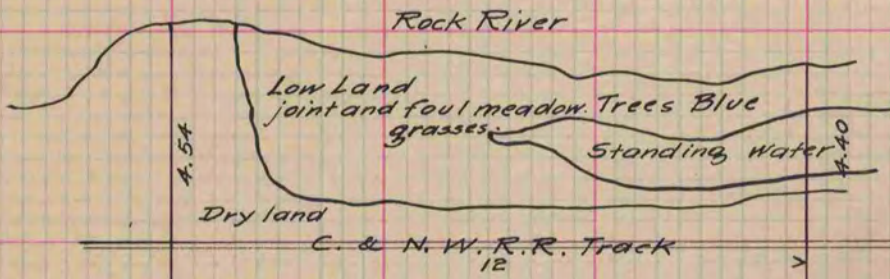 Rock River
Low Land
joint and foul meadow. Trees Blue
grasses.
Standing water
4.54
4.40
Dry land
C. & N. W. R.R. Track
12